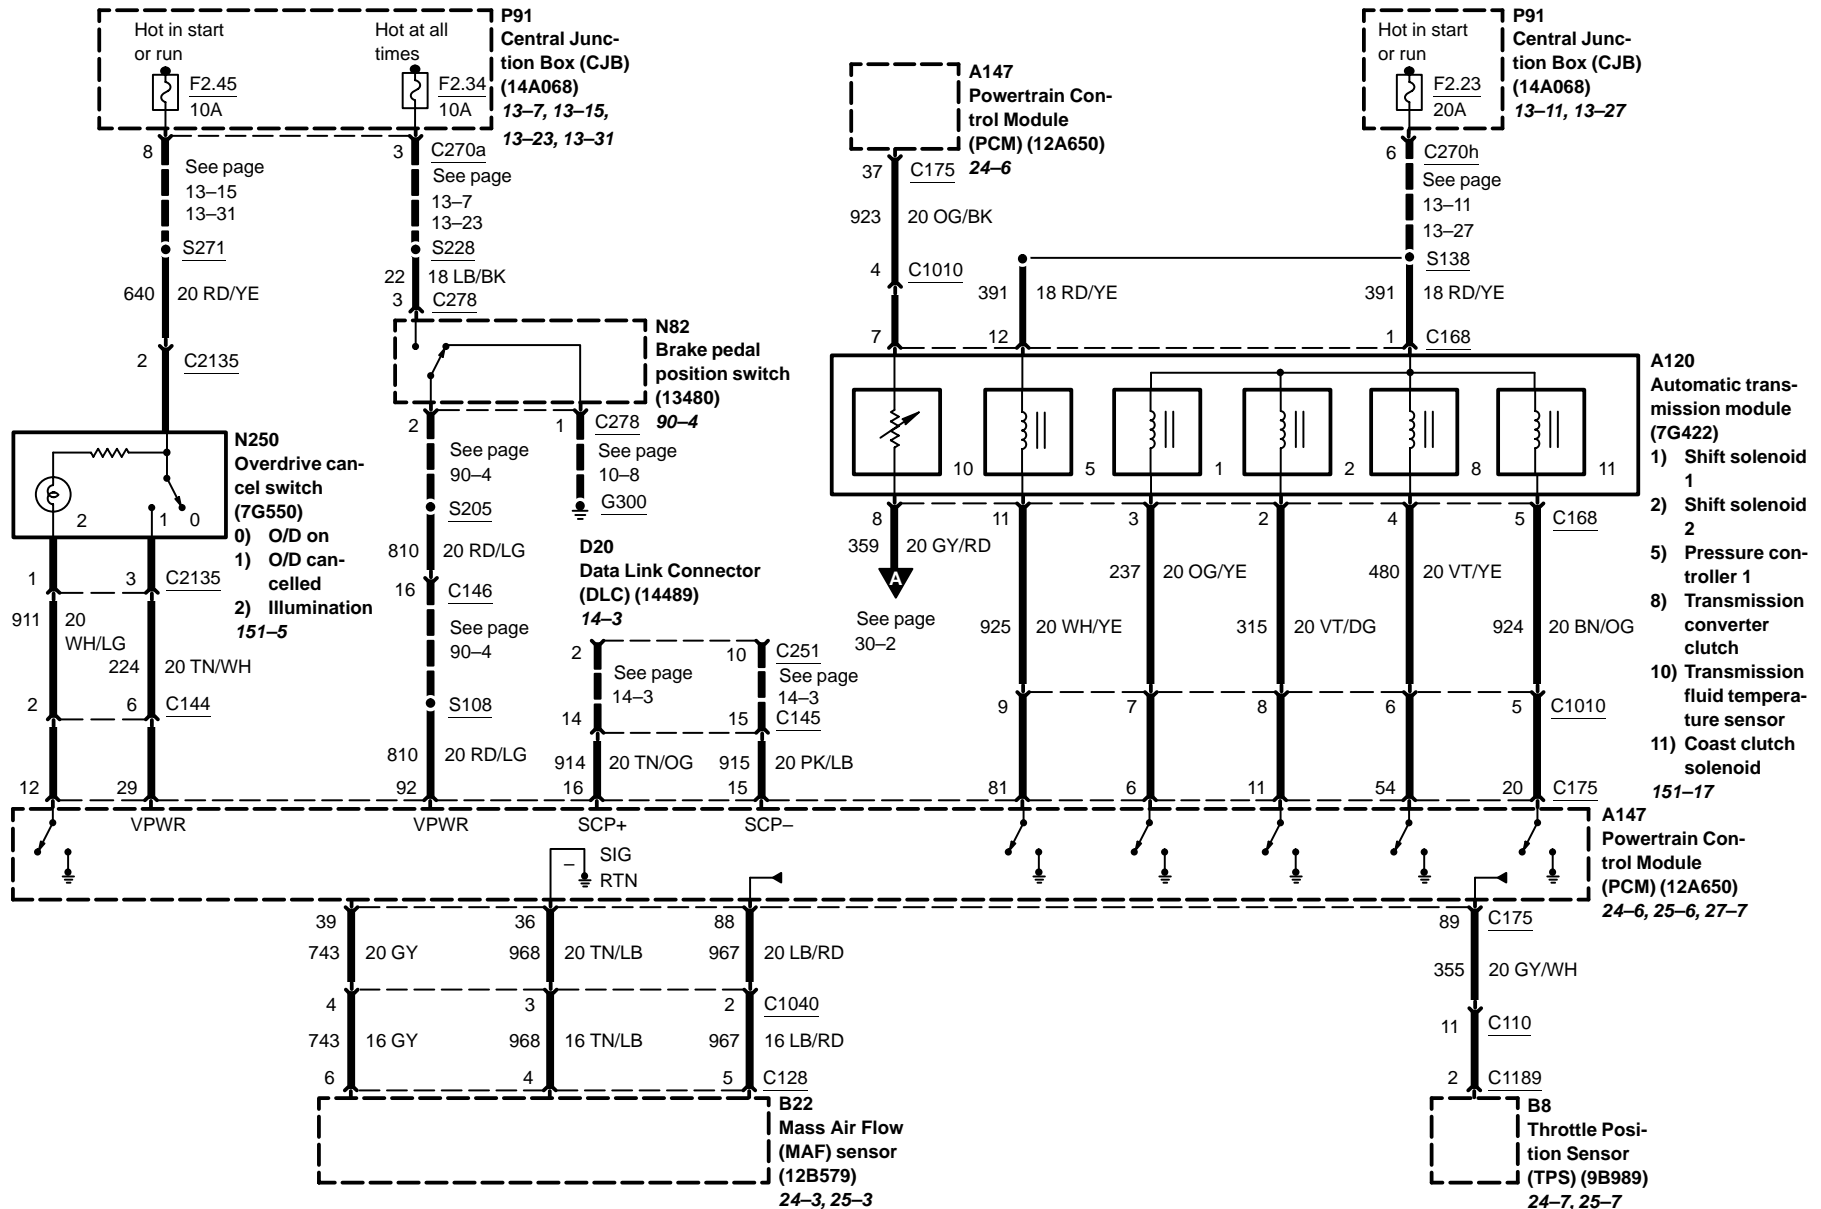 Hot in start
or run
Hot at all
times
F2.45
10A
F2.34
10A
P91
Central Junc-
tion Box (CJB)
(14A068)
13–7, 13–15,
13–23, 13–31
A147
Powertrain Con-
trol Module
(PCM) (12A650)
24–6
Hot in start
or run
F2.23
20A
P91
Central Junc-
tion Box (CJB)
(14A068)
13–11, 13–27
8
See page
13–15
13–31
S271
640 20 RD/YE
2 C2135
3 C270a
See page
13–7
13–23
S228
22 18 LB/BK
3 C278
N82
Brake pedal
position switch
(13480)
90–4
37 C175
923 20 OG/BK
4 C1010
7
6 C270h
See page
13–11
13–27
S138
391 18 RD/YE
391 18 RD/YE
12
1 C168
N250
Overdrive can-
cel switch
(7G550)
0) O/D on
1) O/D can-
celled
2) Illumination
151–5
2
1
0
2
See page
90–4
S205
810 20 RD/LG
16 C146
See page
90–4
S108
810 20 RD/LG
92
1 C278
See page
10–8
G300
D20
Data Link Connector
(DLC) (14489)
14–3
2
10 C251
See page
14–3
See page
14–3
14
15 C145
914 20 TN/OG
915 20 PK/LB
16
15
10
5
1
2
8
11
A120
Automatic trans-
mission module
(7G422)
1) Shift solenoid
1
2) Shift solenoid
2
5) Pressure con-
troller 1
8) Transmission
converter
clutch
10) Transmission
fluid tempera-
ture sensor
11) Coast clutch
solenoid
151–17
8
11
3
2
4
5 C168
359 20 GY/RD
A
See page
30–2
237 20 OG/YE
480 20 VT/YE
925 20 WH/YE
315 20 VT/DG
924 20 BN/OG
9
7
8
6
5 C1010
81
6
11
54
20 C175
1
3 C2135
911 20
WH/LG
224 20 TN/WH
2
6 C144
12
29
VPWR
VPWR
SCP+
SCP–
–
SIG
RTN
A147
Powertrain Con-
trol Module
(PCM) (12A650)
24–6, 25–6, 27–7
39
36
88
89 C175
743 20 GY
968 20 TN/LB
967 20 LB/RD
355 20 GY/WH
4
3
2 C1040
11 C110
743 16 GY
968 16 TN/LB
967 16 LB/RD
6
4
5 C128
2 C1189
B22
Mass Air Flow
(MAF) sensor
(12B579)
24–3, 25–3
B8
Throttle Posi-
tion Sensor
(TPS) (9B989)
24–7, 25–7